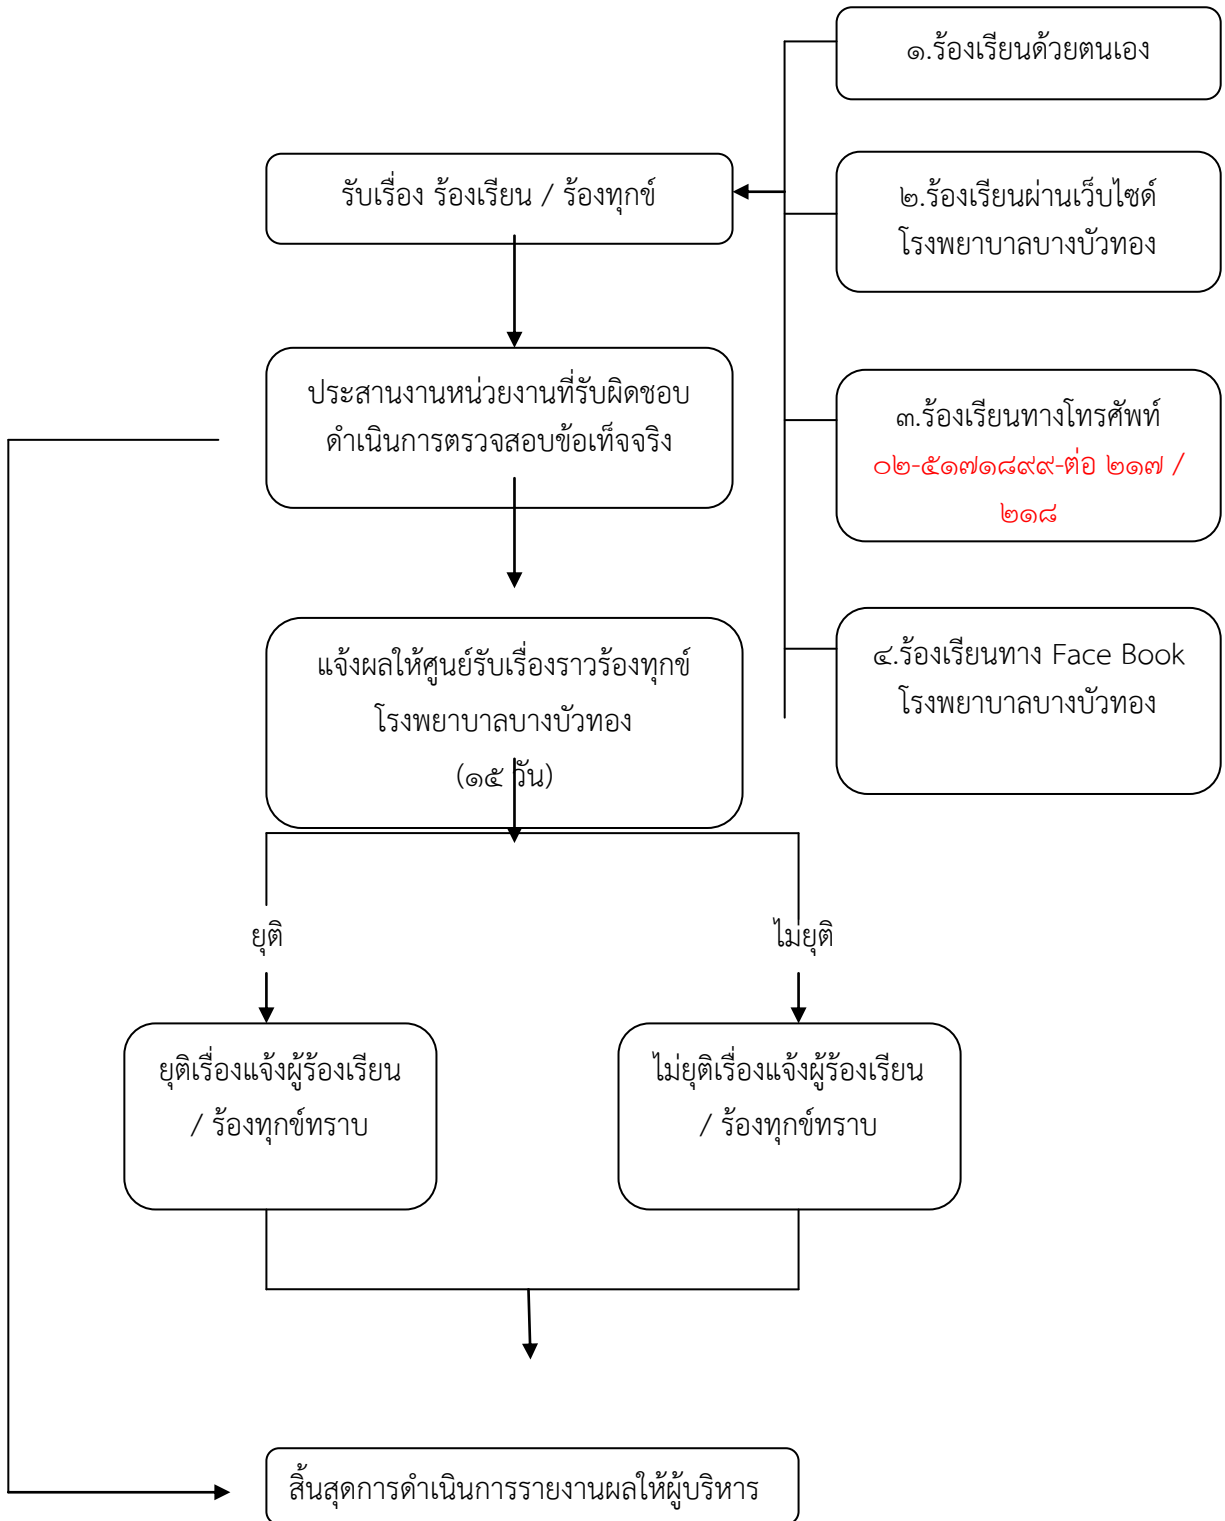 ๑.ร้องเรียนด้วยตนเอง
รับเรื่อง ร้องเรียน / ร้องทุกข์
๒.ร้องเรียนผ่านเว็บไซด์
โรงพยาบาลบางบัวทอง
ประสานงานหน่วยงานที่รับผิดชอบ
ดำเนินการตรวจสอบข้อเท็จจริง
๓.ร้องเรียนทางโทรศัพท์
๐๒-๕๑๗๑๘๙๙-ต่อ ๒๑๗ /
๒๑๘
แจ้งผลให้ศูนย์รับเรื่องราวร้องทุกข์
โรงพยาบาลบางบัวทอง
(๑๕ วัน)
๔.ร้องเรียนทาง Face Book
โรงพยาบาลบางบัวทอง
ยุติ
ไม่ยุติ
ยุติเรื่องแจ้งผู้ร้องเรียน
/ ร้องทุกข์ทราบ
ไม่ยุติเรื่องแจ้งผู้ร้องเรียน
/ ร้องทุกข์ทราบ
สิ้นสุดการดำเนินการรายงานผลให้ผู้บริหาร